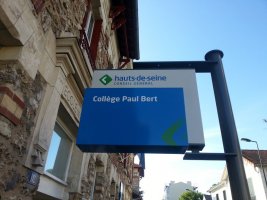 hauts-de-seine
CONSEIL GÉNÉRAL
Collège Paul Bert